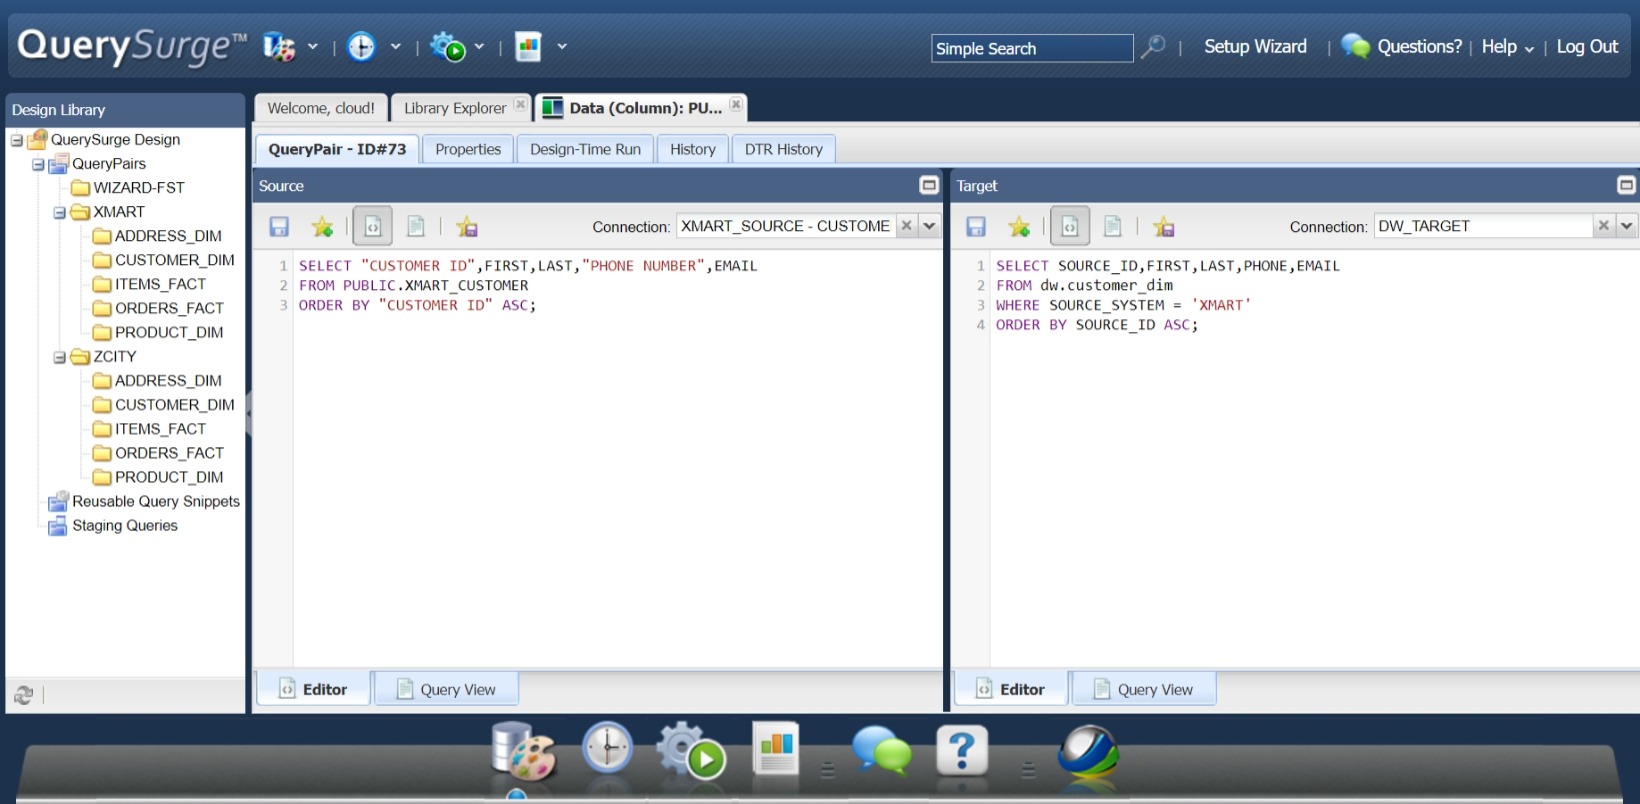 QuerySurge™
Simple Search
Setup Wizard
Questions?
Help
Log Out
Design Library
QuerySurge Design
QueryPairs
WIZARD-FST
XMART
ADDRESS_DIM
CUSTOMER_DIM
ITEMS_FACT
ORDERS_FACT
PRODUCT_DIM
ZCITY
ADDRESS_DIM
CUSTOMER_DIM
ITEMS_FACT
ORDERS_FACT
PRODUCT_DIM
Reusable Query Snippets
Staging Queries
Welcome, cloud!
Library Explorer
Data (Column): PU...
QueryPair - ID#73
Properties
Design-Time Run
History
DTR History
Source
Connection: XMART_SOURCE - CUSTOME
1 SELECT "CUSTOMER ID",FIRST,LAST,"PHONE NUMBER",EMAIL
2 FROM PUBLIC.XMART_CUSTOMER
3 ORDER BY "CUSTOMER ID" ASC;
Editor
Query View
Target
Connection: DW_TARGET
1 SELECT SOURCE_ID,FIRST,LAST,PHONE,EMAIL
2 FROM dw.customer_dim
3 WHERE SOURCE_SYSTEM = 'XMART'
4 ORDER BY SOURCE_ID ASC;
Editor
Query View
?